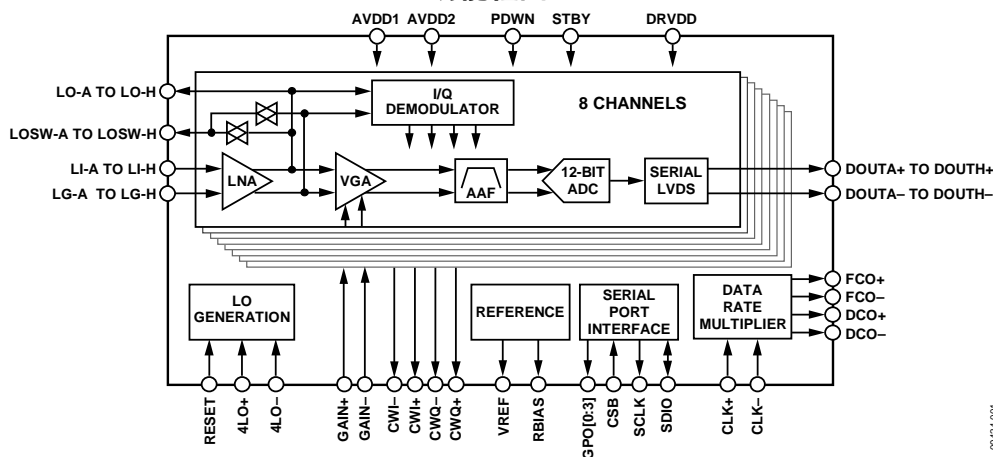 AVDD1 AVDD2 PDWN STBY DRVDD
LO-A TO LO-H
LOSW-A TO LOSW-H
LI-A TO LI-H
LG-A TO LG-H
I/Q
DEMODULATOR
8 CHANNELS
LNA
VGA
AAF
12-BIT
ADC
SERIAL
LVDS
DOUTA+ TO DOUTH+
DOUTA– TO DOUTH–
LO
GENERATION
REFERENCE
SERIAL
PORT
INTERFACE
DATA
RATE
MULTIPLIER
FCO+
FCO–
DCO+
DCO–
RESET
4LO+
4LO–
GAIN+
GAIN–
CWI–
CWI+
CWQ–
CWQ+
VREF
RBIAS
GPO[0:3]
CSB
SCLK
SDIO
CLK+
CLK–